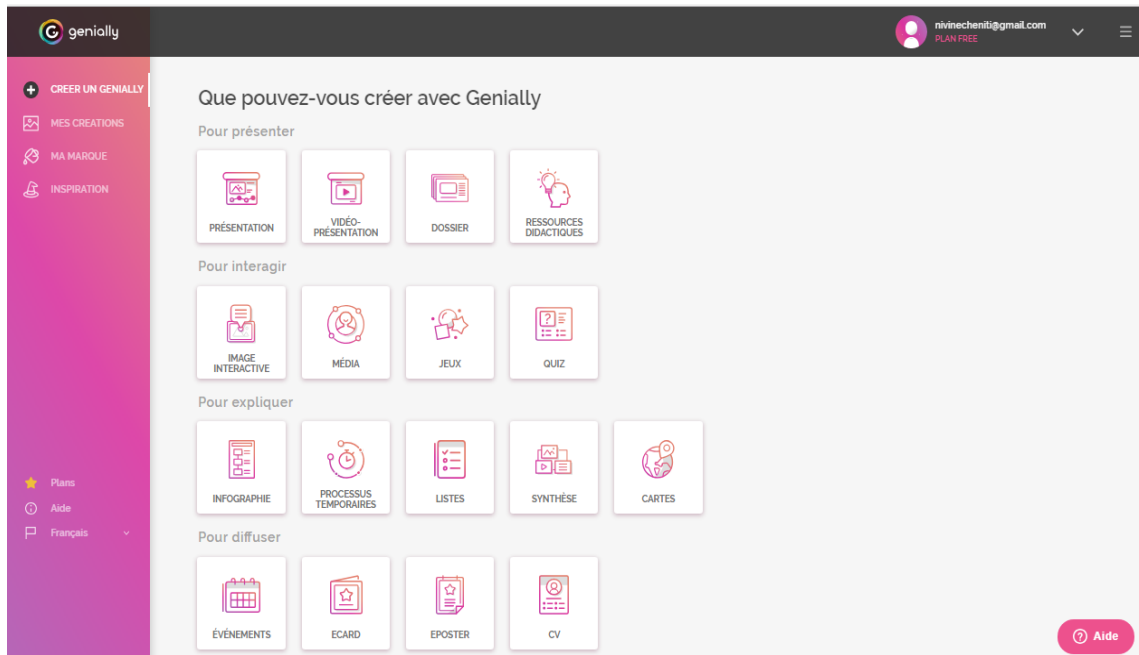 genially
nivinecheniti@gmail.com
PLAN FREE
CREER UN GENIALLY
MES CREATIONS
MA MARQUE
INSPIRATION
Plans
Aide
Français
Que pouvez-vous créer avec Genially
Pour présenter
PRÉSENTATION
VIDÉO-
PRÉSENTATION
DOSSIER
RESSOURCES
DIDACTIQUES
Pour interagir
IMAGE
INTERACTIVE
MÉDIA
JEUX
QUIZ
Pour expliquer
INFOGRAPHIE
PROCESSUS
TEMPORAIRES
LISTES
SYNTHÈSE
CARTES
Pour diffuser
ÉVÉNEMENTS
ECARD
EPOSTER
CV
Aide